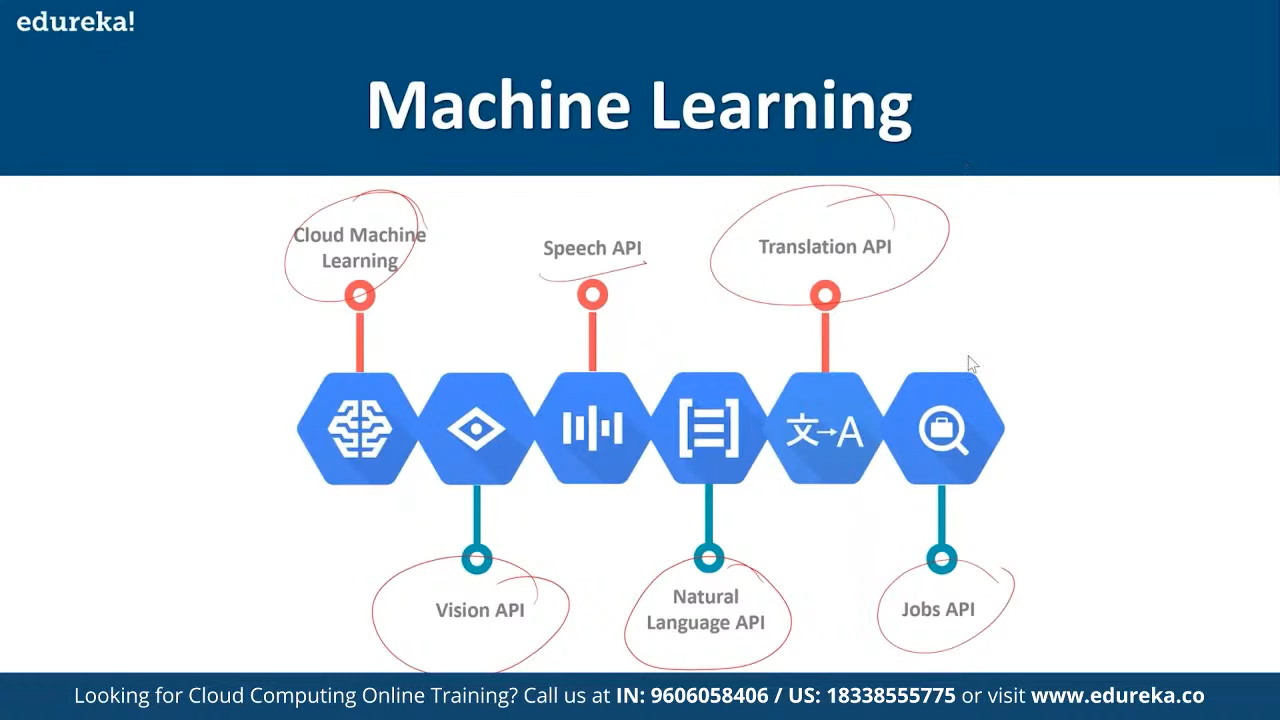 edureka!
Machine Learning
Cloud Machine
Learning
Speech API
Translation API
文→A
Vision API
Natural
Language API
Jobs API
Looking for Cloud Computing Online Training? Call us at IN: 9606058406 / US: 18338555775 or visit www.edureka.co